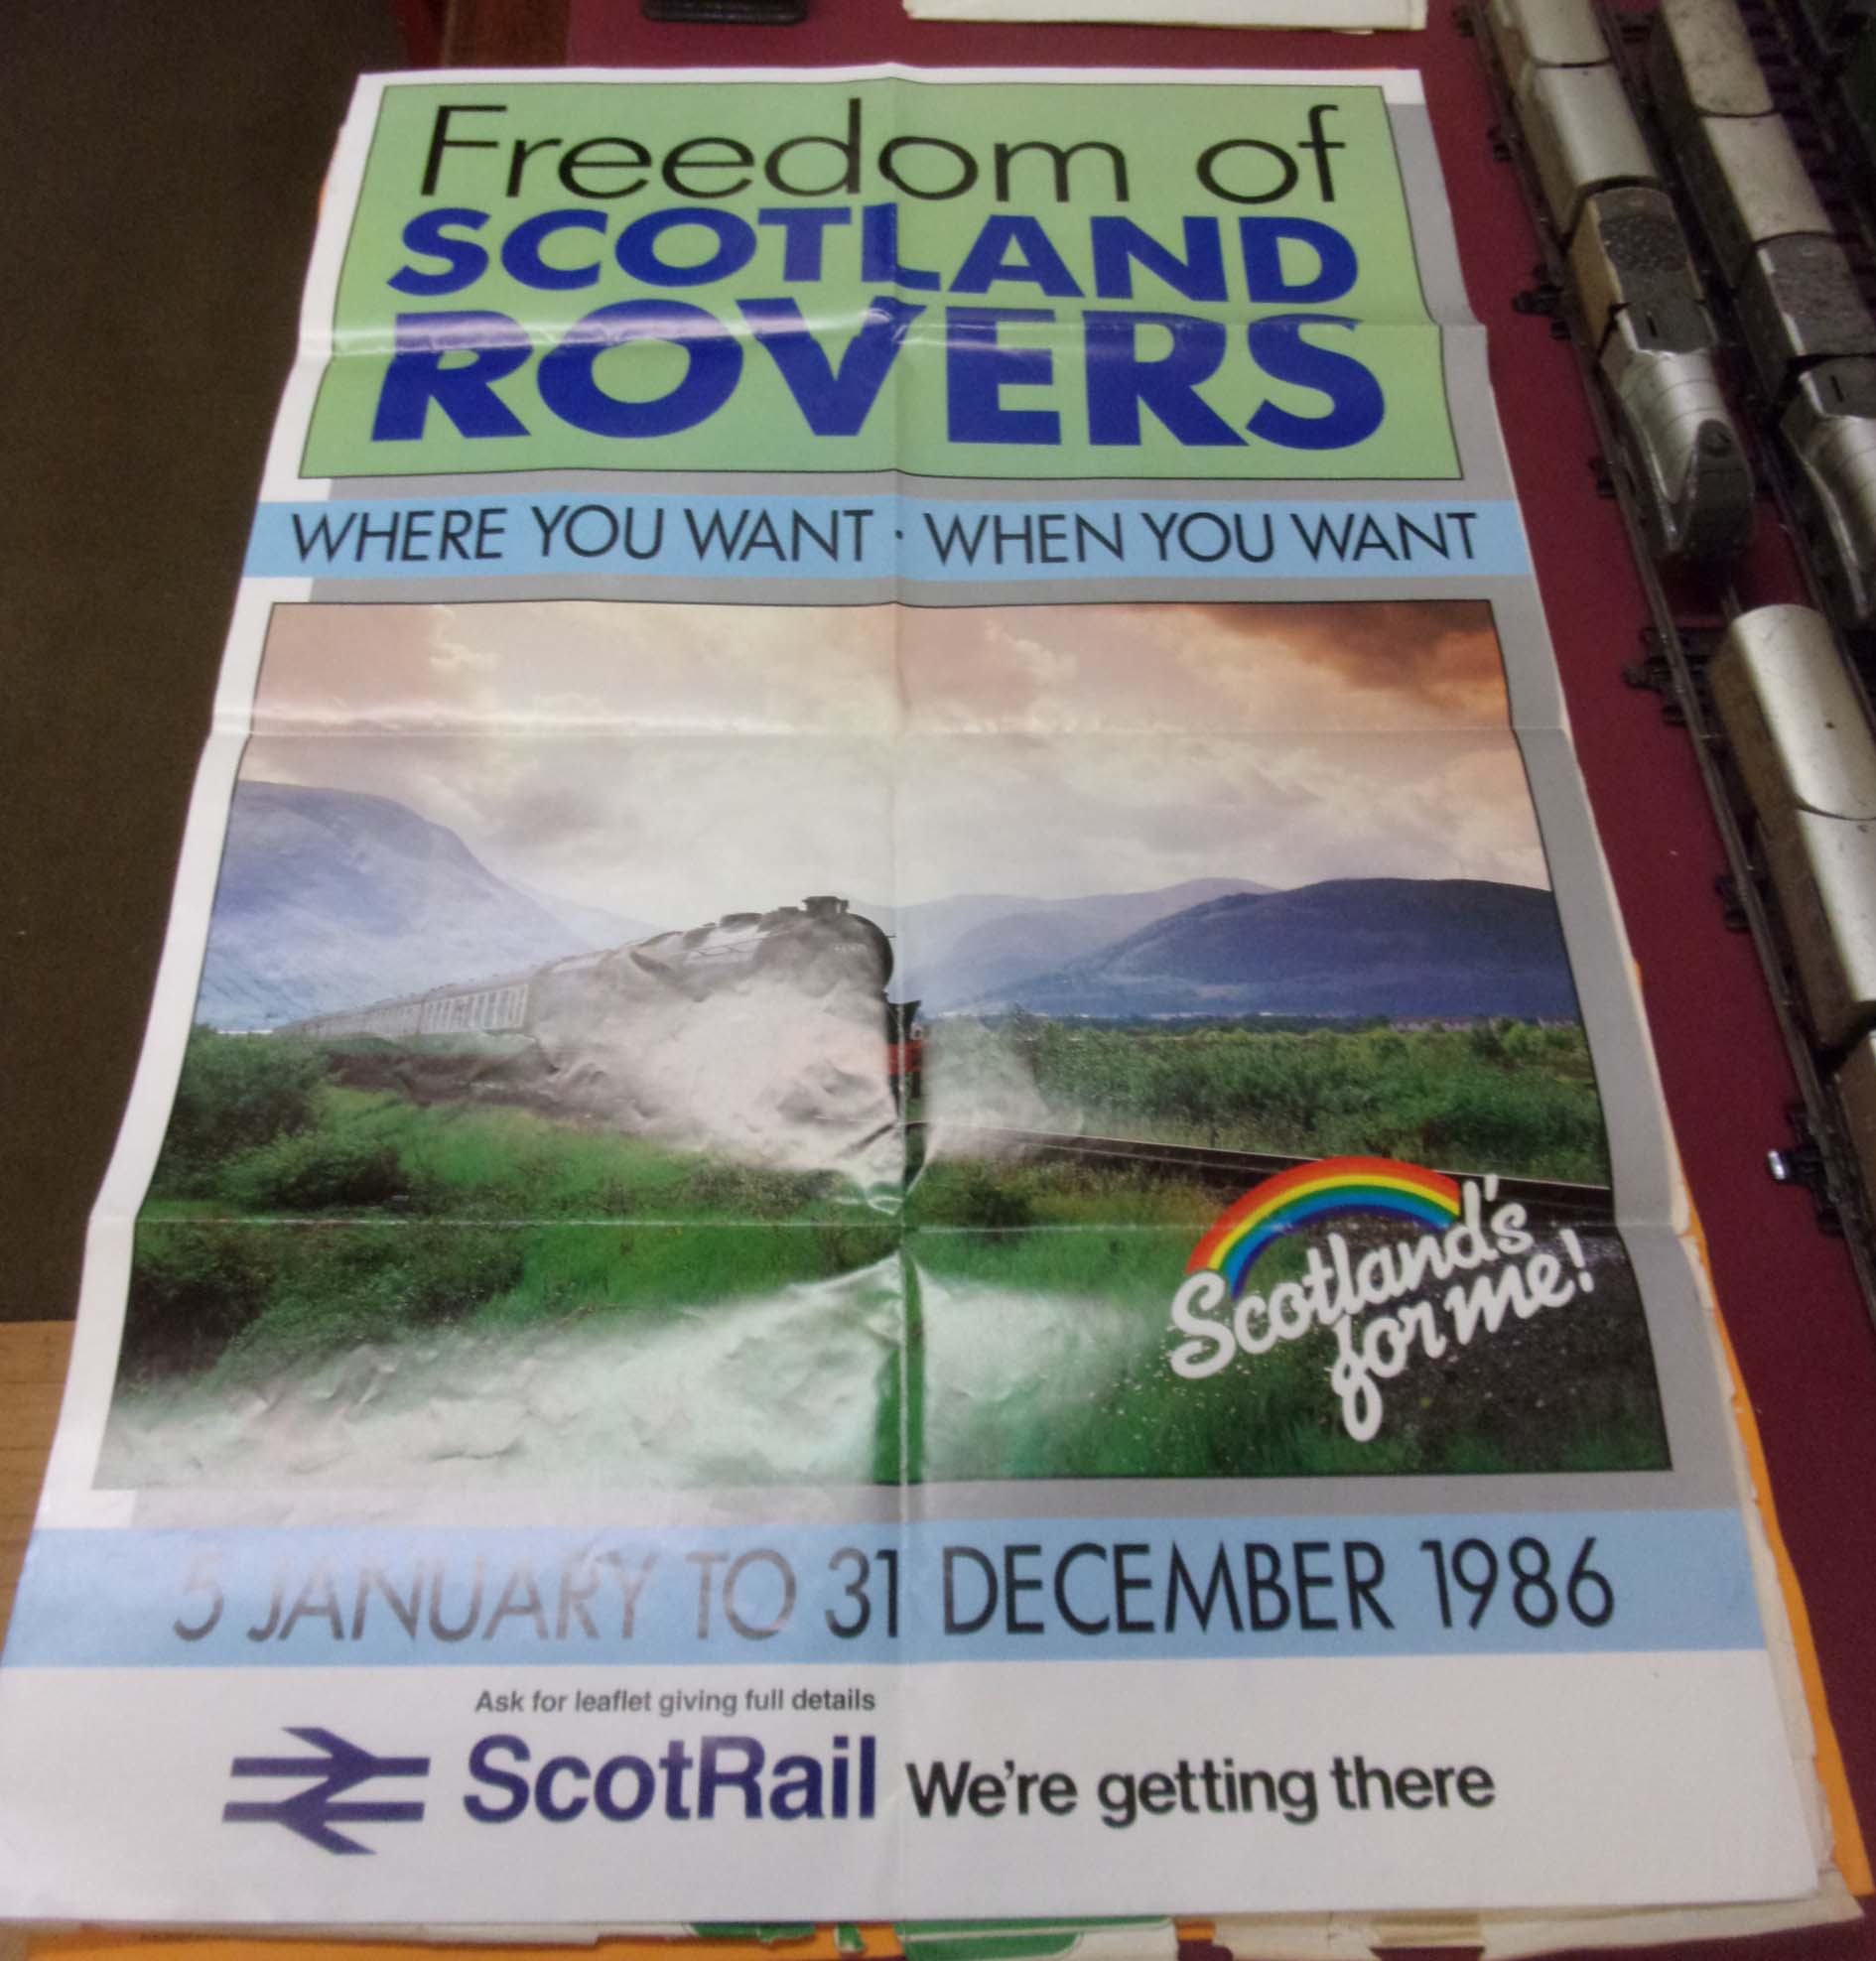 Freedom of
SCOTLAND
ROVERS
WHERE YOU WANT · WHEN YOU WANT
Scotland's
for me!
5 JANUARY TO 31 DECEMBER 1986
Ask for leaflet giving full details
ScotRail We're getting there